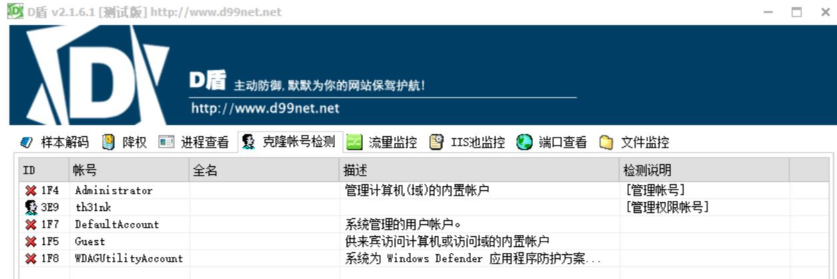 D盾 v2.1.6.1 [测试版] http://www.d99net.net
D盾 主动防御,默默为你的网站保驾护航!
http://www.d99net.net
样本解码 降权 进程查看 克隆帐号检测 流量监控 IIS池监控 端口查看 文件监控
ID 帐号 全名 描述 检测说明
1F4 Administrator 管理计算机(域)的内置帐户 [管理帐号]
3E9 th31nk [管理权限帐号]
1F7 DefaultAccount 系统管理的用户帐户。
1F5 Guest 供来宾访问计算机或访问域的内置帐户
1F8 WDAGUtilityAccount 系统为 Windows Defender 应用程序防护方案...